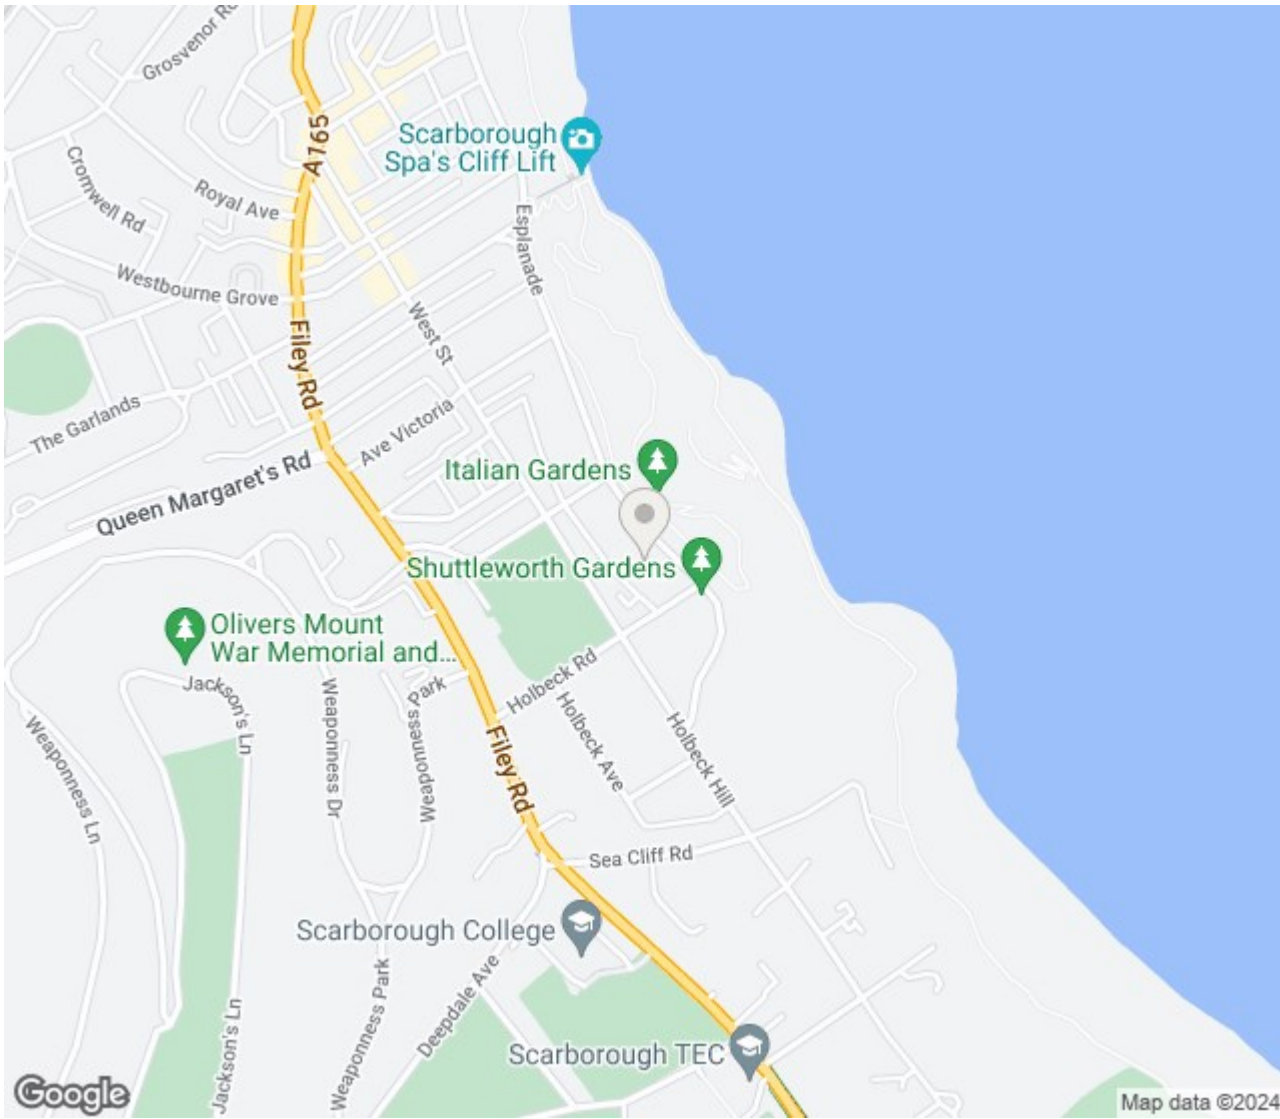 Grosvenor Rd
A165
Scarborough
Spa's Cliff Lift
Cromwell Rd
Royal Ave
Esplanade
Westbourne Grove
West St
Filey Rd
The Garlands
Ave Victoria
Queen Margaret's Rd
Italian Gardens
Shuttleworth Gardens
Olivers Mount
War Memorial and...
Jackson's Ln
Weaponness Park
Holbeck Rd
Weaponness Ln
Weaponness Dr
Holbeck Ave
Holbeck Hill
Filey Rd
Sea Cliff Rd
Scarborough College
Deepdale Ave
Weaponness Park
Jackson's Ln
Scarborough TEC
Google
Map data ©2024